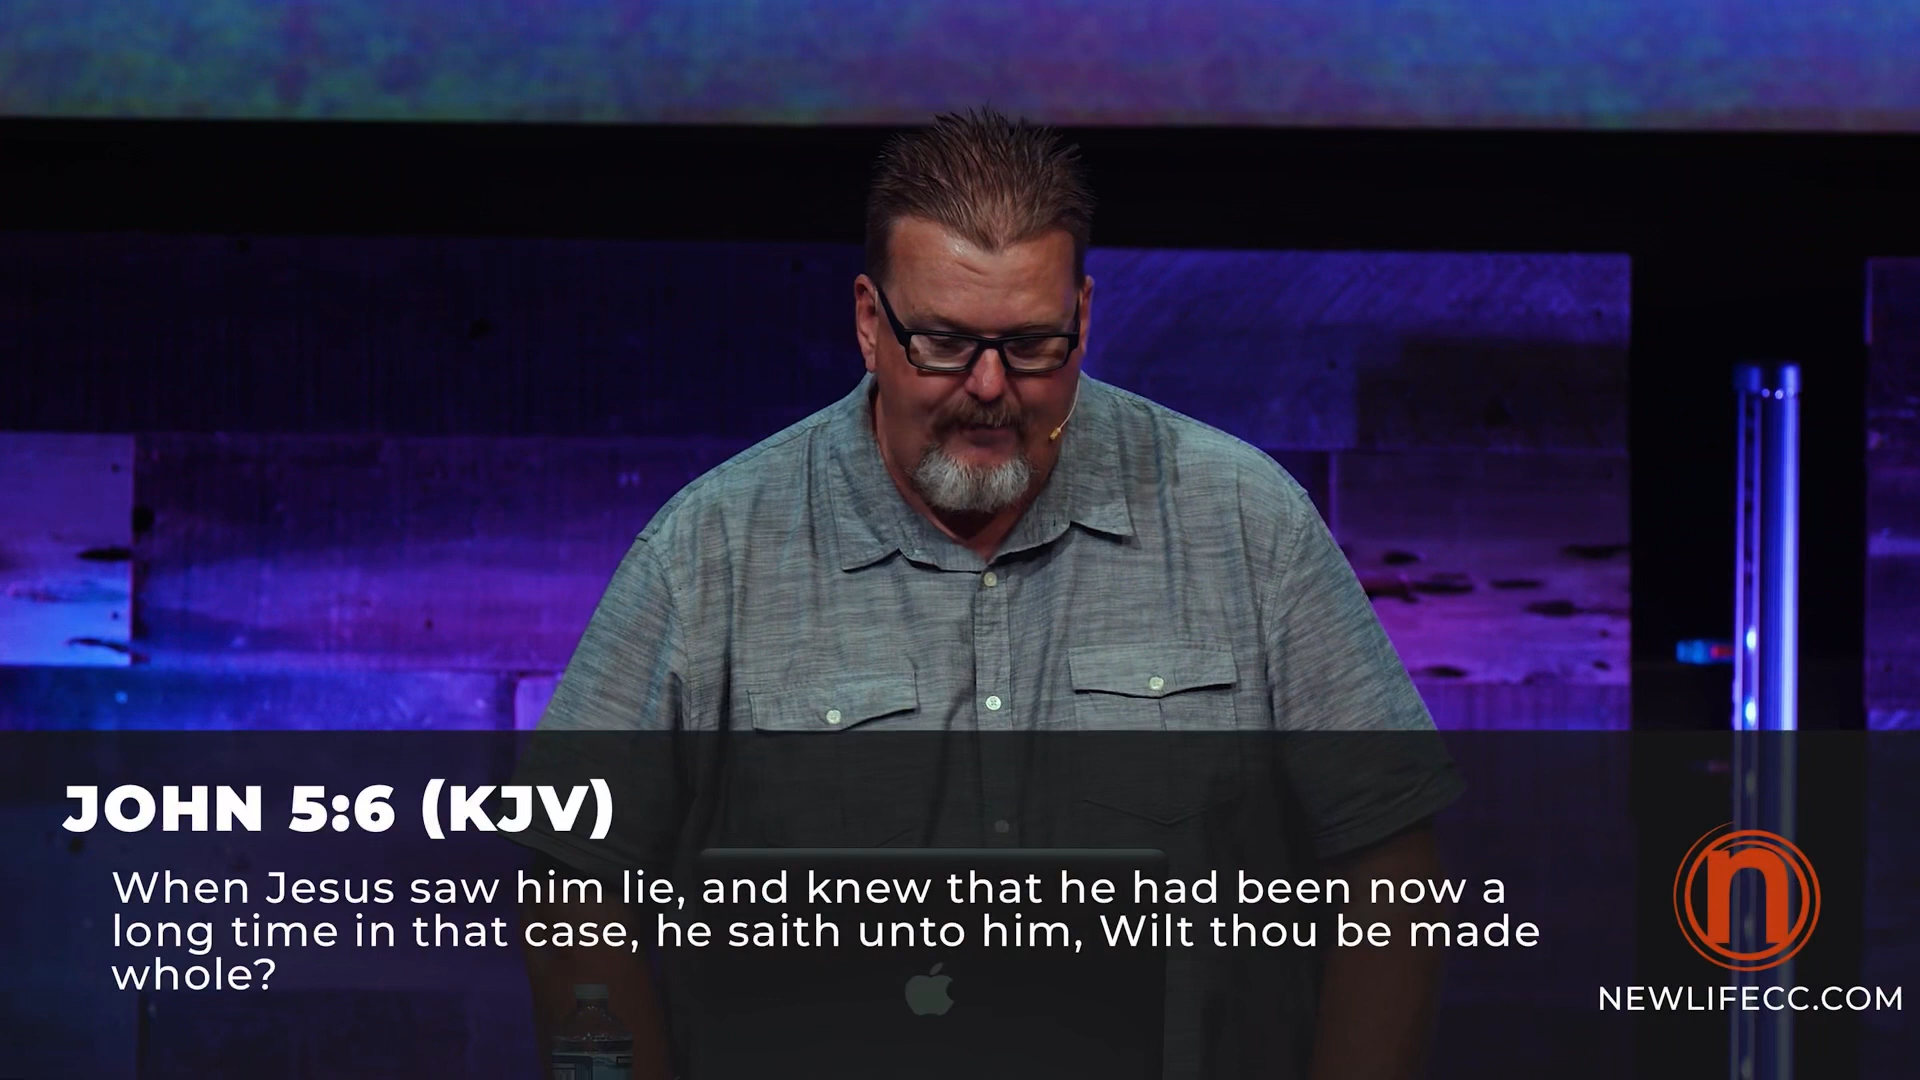 JOHN 5:6 (KJV)
When Jesus saw him lie, and knew that he had been now a
long time in that case, he saith unto him, Wilt thou be made
whole?
n
NEWLIFECC.COM